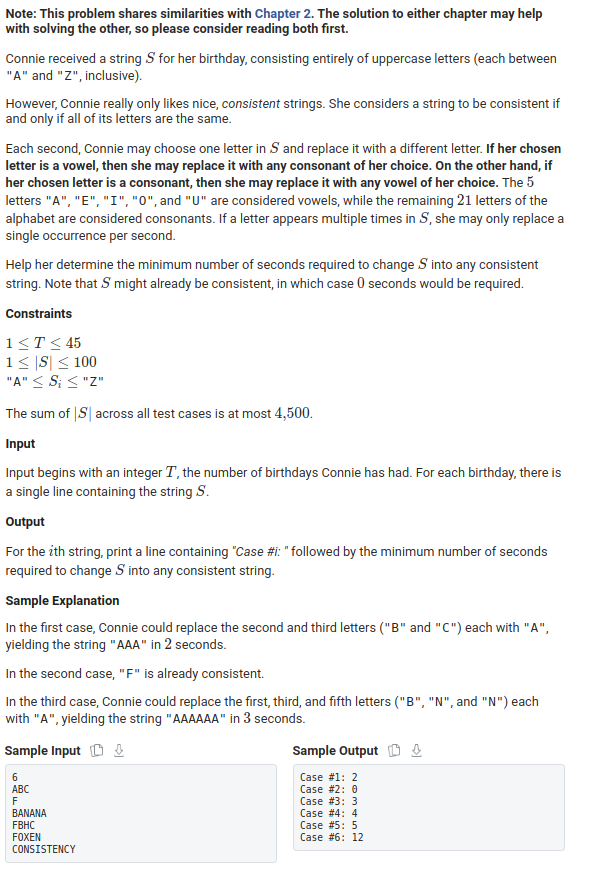 Note: This problem shares similarities with Chapter 2. The solution to either chapter may help
with solving the other, so please consider reading both first.
Connie received a string S for her birthday, consisting entirely of uppercase letters (each between
"A" and "Z", inclusive).
However, Connie really only likes nice, consistent strings. She considers a string to be consistent if
and only if all of its letters are the same.
Each second, Connie may choose one letter in S and replace it with a different letter. If her chosen
letter is a vowel, then she may replace it with any consonant of her choice. On the other hand, if
her chosen letter is a consonant, then she may replace it with any vowel of her choice. The 5
letters "A", "E", "I", "O", and "U" are considered vowels, while the remaining 21 letters of the
alphabet are considered consonants. If a letter appears multiple times in S, she may only replace a
single occurrence per second.
Help her determine the minimum number of seconds required to change S into any consistent
string. Note that S might already be consistent, in which case 0 seconds would be required.
Constraints
1 ≤ T ≤ 45
1 ≤ |S| ≤ 100
"A" ≤ Sᵢ ≤ "Z"
The sum of |S| across all test cases is at most 4,500.
Input
Input begins with an integer T, the number of birthdays Connie has had. For each birthday, there is
a single line containing the string S.
Output
For the ith string, print a line containing "Case #i: " followed by the minimum number of seconds
required to change S into any consistent string.
Sample Explanation
In the first case, Connie could replace the second and third letters ("B" and "C") each with "A",
yielding the string "AAA" in 2 seconds.
In the second case, "F" is already consistent.
In the third case, Connie could replace the first, third, and fifth letters ("B", "N", and "N") each
with "A", yielding the string "AAAAAA" in 3 seconds.
Sample Input
6
ABC
F
BANANA
FBHC
FOXEN
CONSISTENCY
Sample Output
Case #1: 2
Case #2: 0
Case #3: 3
Case #4: 4
Case #5: 5
Case #6: 12